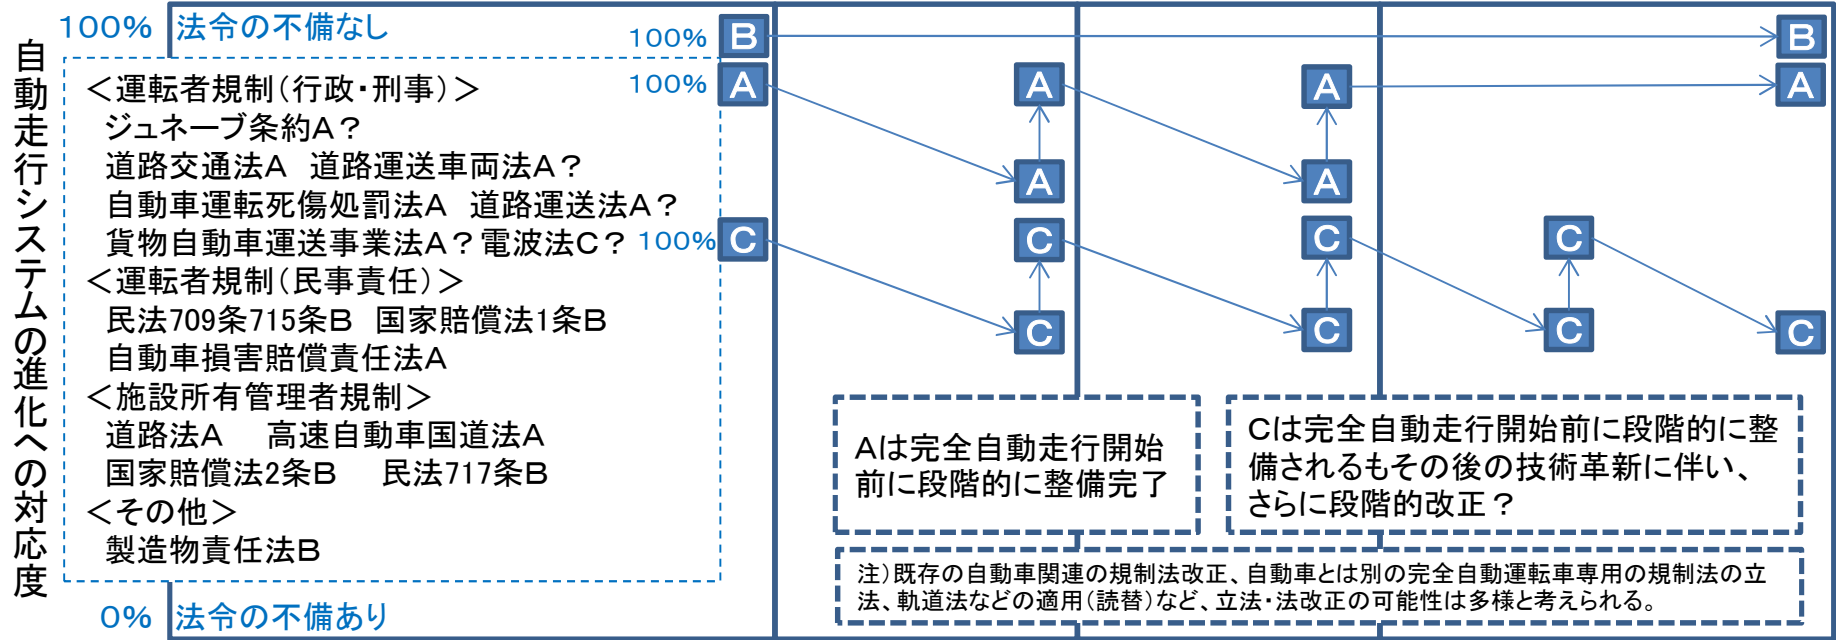 自動走行システムの進化への対応度
100% 法令の不備なし
＜運転者規制（行政・刑事）＞
ジュネーブ条約A？
道路交通法A 道路運送車両法A？
自動車運転死傷処罰法A 道路運送法A？
貨物自動車運送事業法A？電波法C？
＜運転者規制（民事責任）＞
民法709条715条B 国家賠償法1条B
自動車損害賠償責任法A
＜施設所有管理者規制＞
道路法A 高速自動車国道法A
国家賠償法2条B 民法717条B
＜その他＞
製造物責任法B
0% 法令の不備あり
100% B B
100% A A A A
A A
100% C C C C
C C C C
Aは完全自動走行開始
前に段階的に整備完了
Cは完全自動走行開始前に段階的に整
備されるもその後の技術革新に伴い、
さらに段階的改正？
注）既存の自動車関連の規制法改正、自動車とは別の完全自動運転車専用の規制法の立
法、軌道法などの適用（読替）など、立法・法改正の可能性は多様と考えられる。